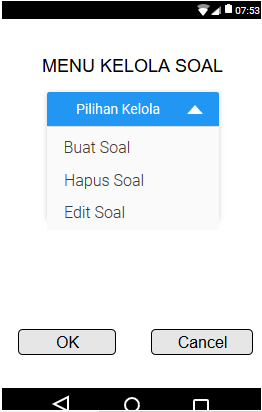 07:53
MENU KELOLA SOAL
Pilihan Kelola
Buat Soal
Hapus Soal
Edit Soal
OK
Cancel